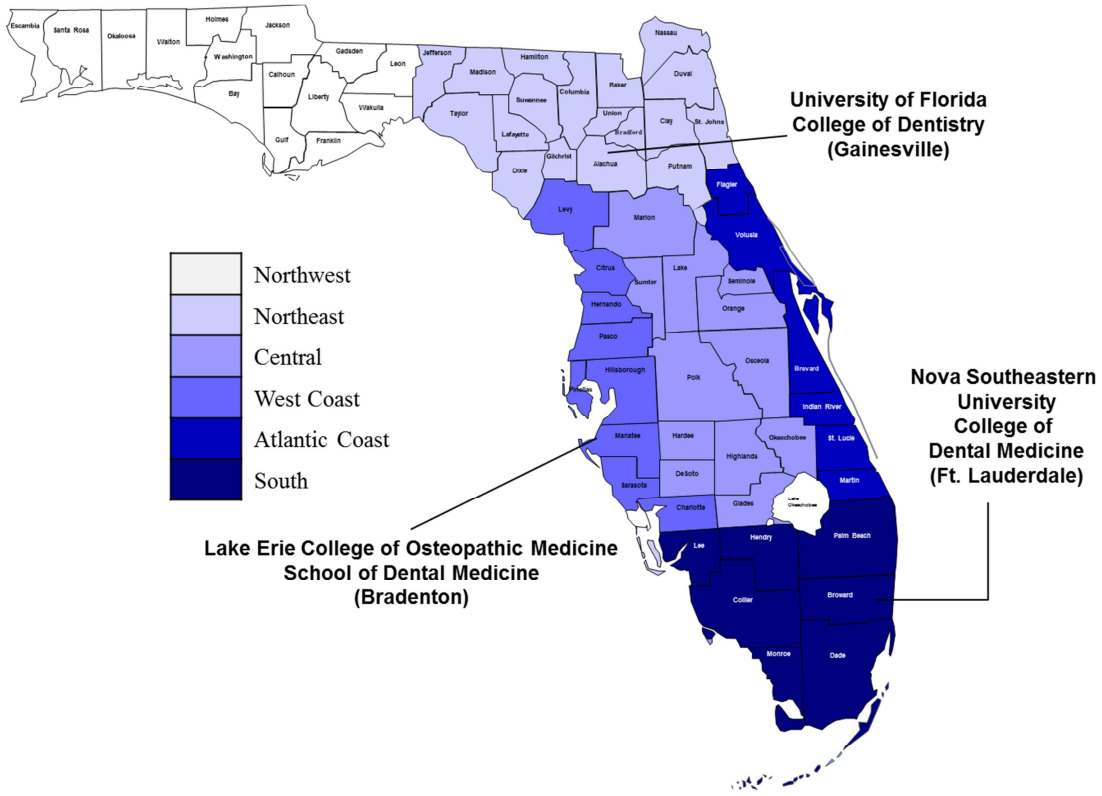 Escambia
Santa Rosa
Okaloosa
Walton
Holmes
Washington
Jackson
Bay
Calhoun
Gulf
Liberty
Franklin
Gadsden
Leon
Wakulla
Jefferson
Madison
Taylor
Hamilton
Suwannee
Lafayette
Dixie
Columbia
Gilchrist
Baker
Union
Bradford
Alachua
Nassau
Duval
Clay
St. Johns
Putnam
Flagler
Volusia
Levy
Marion
Citrus
Sumter
Lake
Seminole
Orange
Hernando
Pasco
Hillsborough
Pinellas
Polk
Osceola
Brevard
Indian River
Manatee
Hardee
Highlands
Okeechobee
St. Lucie
DeSoto
Sarasota
Martin
Charlotte
Glades
Lake
Okeechobee
Lee
Hendry
Palm Beach
Collier
Broward
Monroe
Dade
University of Florida
College of Dentistry
(Gainesville)
Northwest
Northeast
Central
West Coast
Atlantic Coast
South
Nova Southeastern
University
College of
Dental Medicine
(Ft. Lauderdale)
Lake Erie College of Osteopathic Medicine
School of Dental Medicine
(Bradenton)